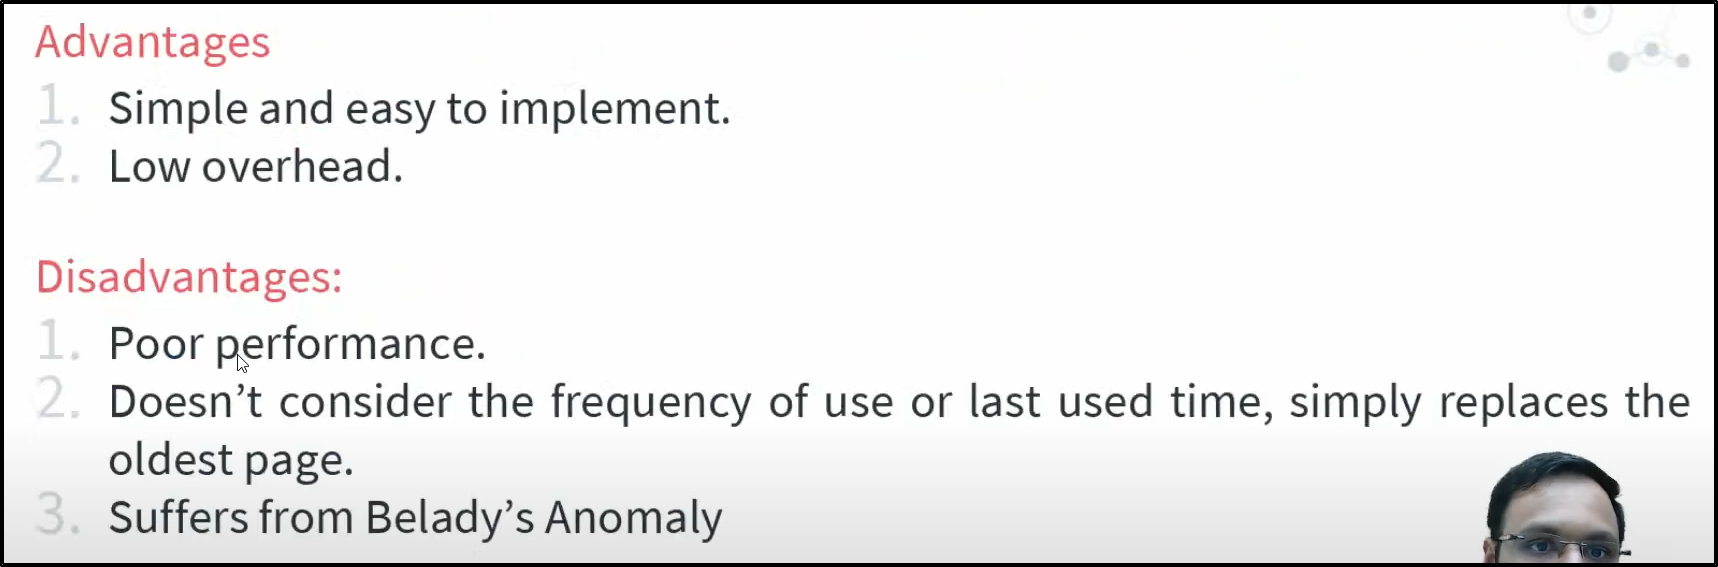 Advantages
1. Simple and easy to implement.
2. Low overhead.
Disadvantages:
1. Poor performance.
2. Doesn’t consider the frequency of use or last used time, simply replaces the
oldest page.
3. Suffers from Belady’s Anomaly